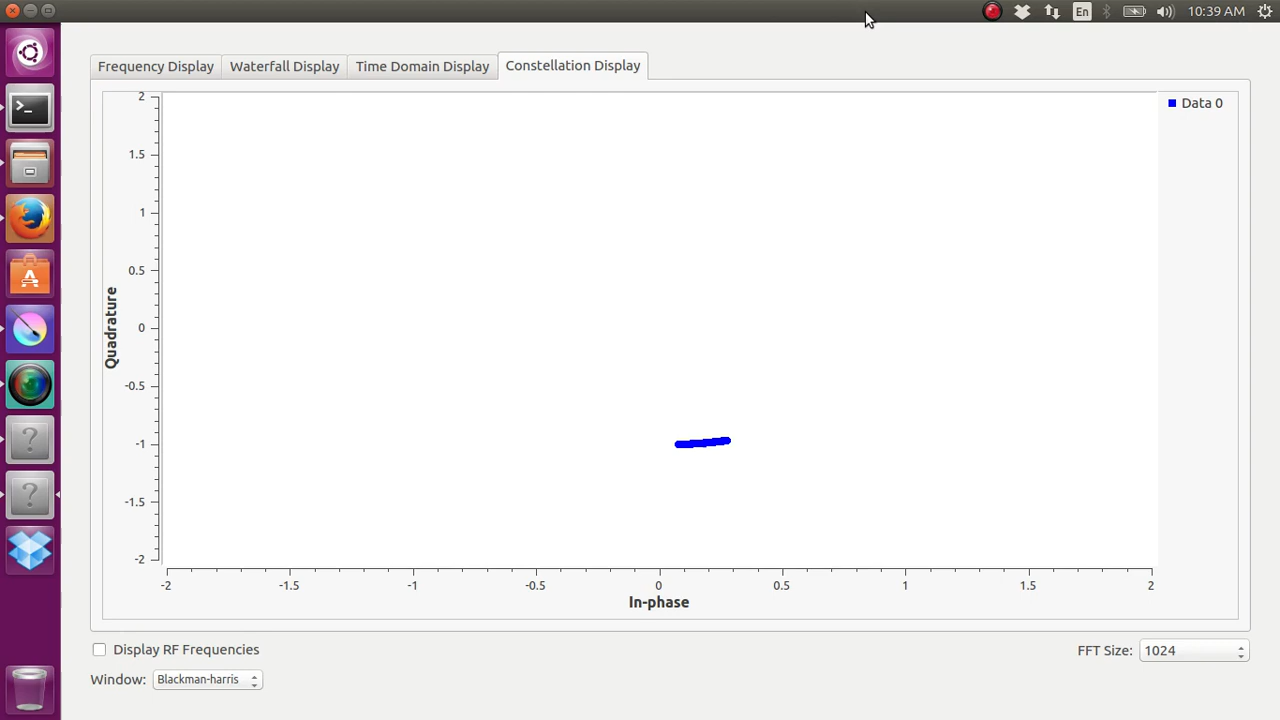 En
10:39 AM
Frequency Display
Waterfall Display
Time Domain Display
Constellation Display
Data 0
2
1.5
1
0.5
0
-0.5
-1
-1.5
-2
Quadrature
-2
-1.5
-1
-0.5
0
0.5
1
1.5
2
In-phase
Display RF Frequencies
FFT Size:
1024
Window:
Blackman-harris